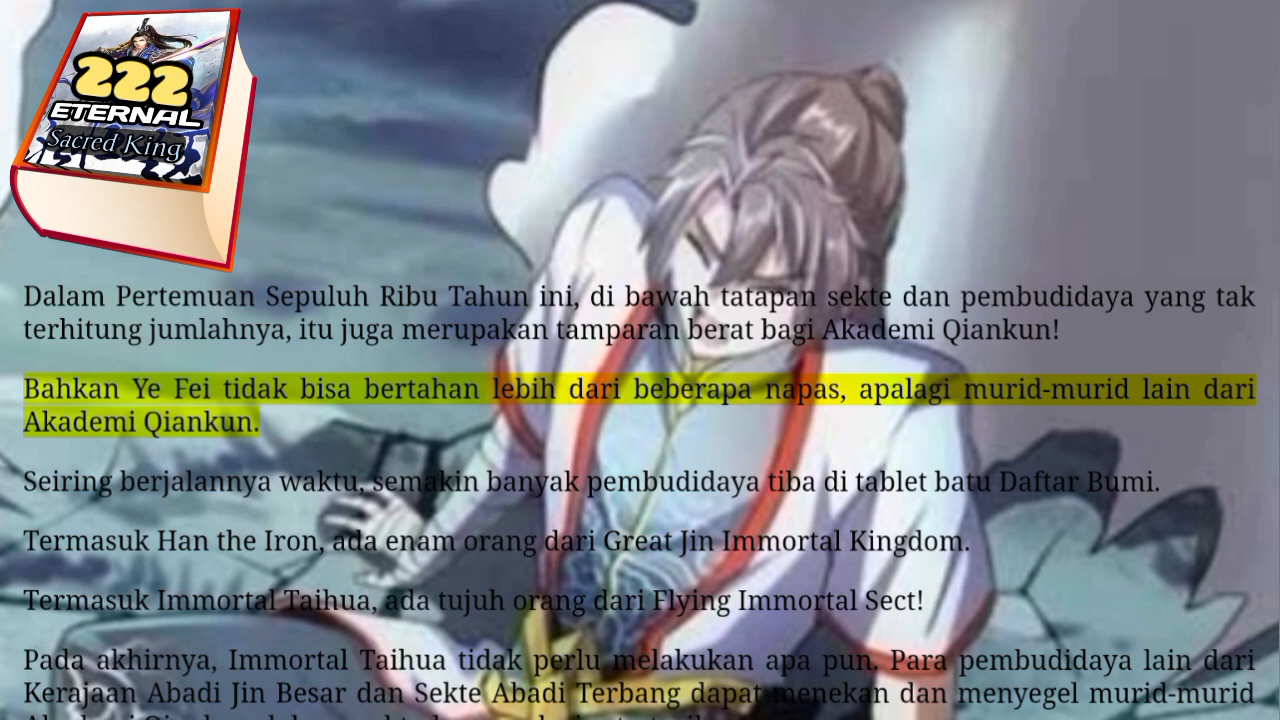 222
ETERNAL
Sacred King
Dalam Pertemuan Sepuluh Ribu Tahun ini, di bawah tatapan sekte dan pembudidaya yang tak
terhitung jumlahnya, itu juga merupakan tamparan berat bagi Akademi Qiankun!
Bahkan Ye Fei tidak bisa bertahan lebih dari beberapa napas, apalagi murid-murid lain dari
Akademi Qiankun.
Seiring berjalannya waktu, semakin banyak pembudidaya tiba di tablet batu Daftar Bumi.
Termasuk Han the Iron, ada enam orang dari Great Jin Immortal Kingdom.
Termasuk Immortal Taihua, ada tujuh orang dari Flying Immortal Sect!
Pada akhirnya, Immortal Taihua tidak perlu melakukan apa pun. Para pembudidaya lain dari
Kerajaan Abadi Jin Besar dan Sekte Abadi Terbang dapat menekan dan menyegel murid-murid